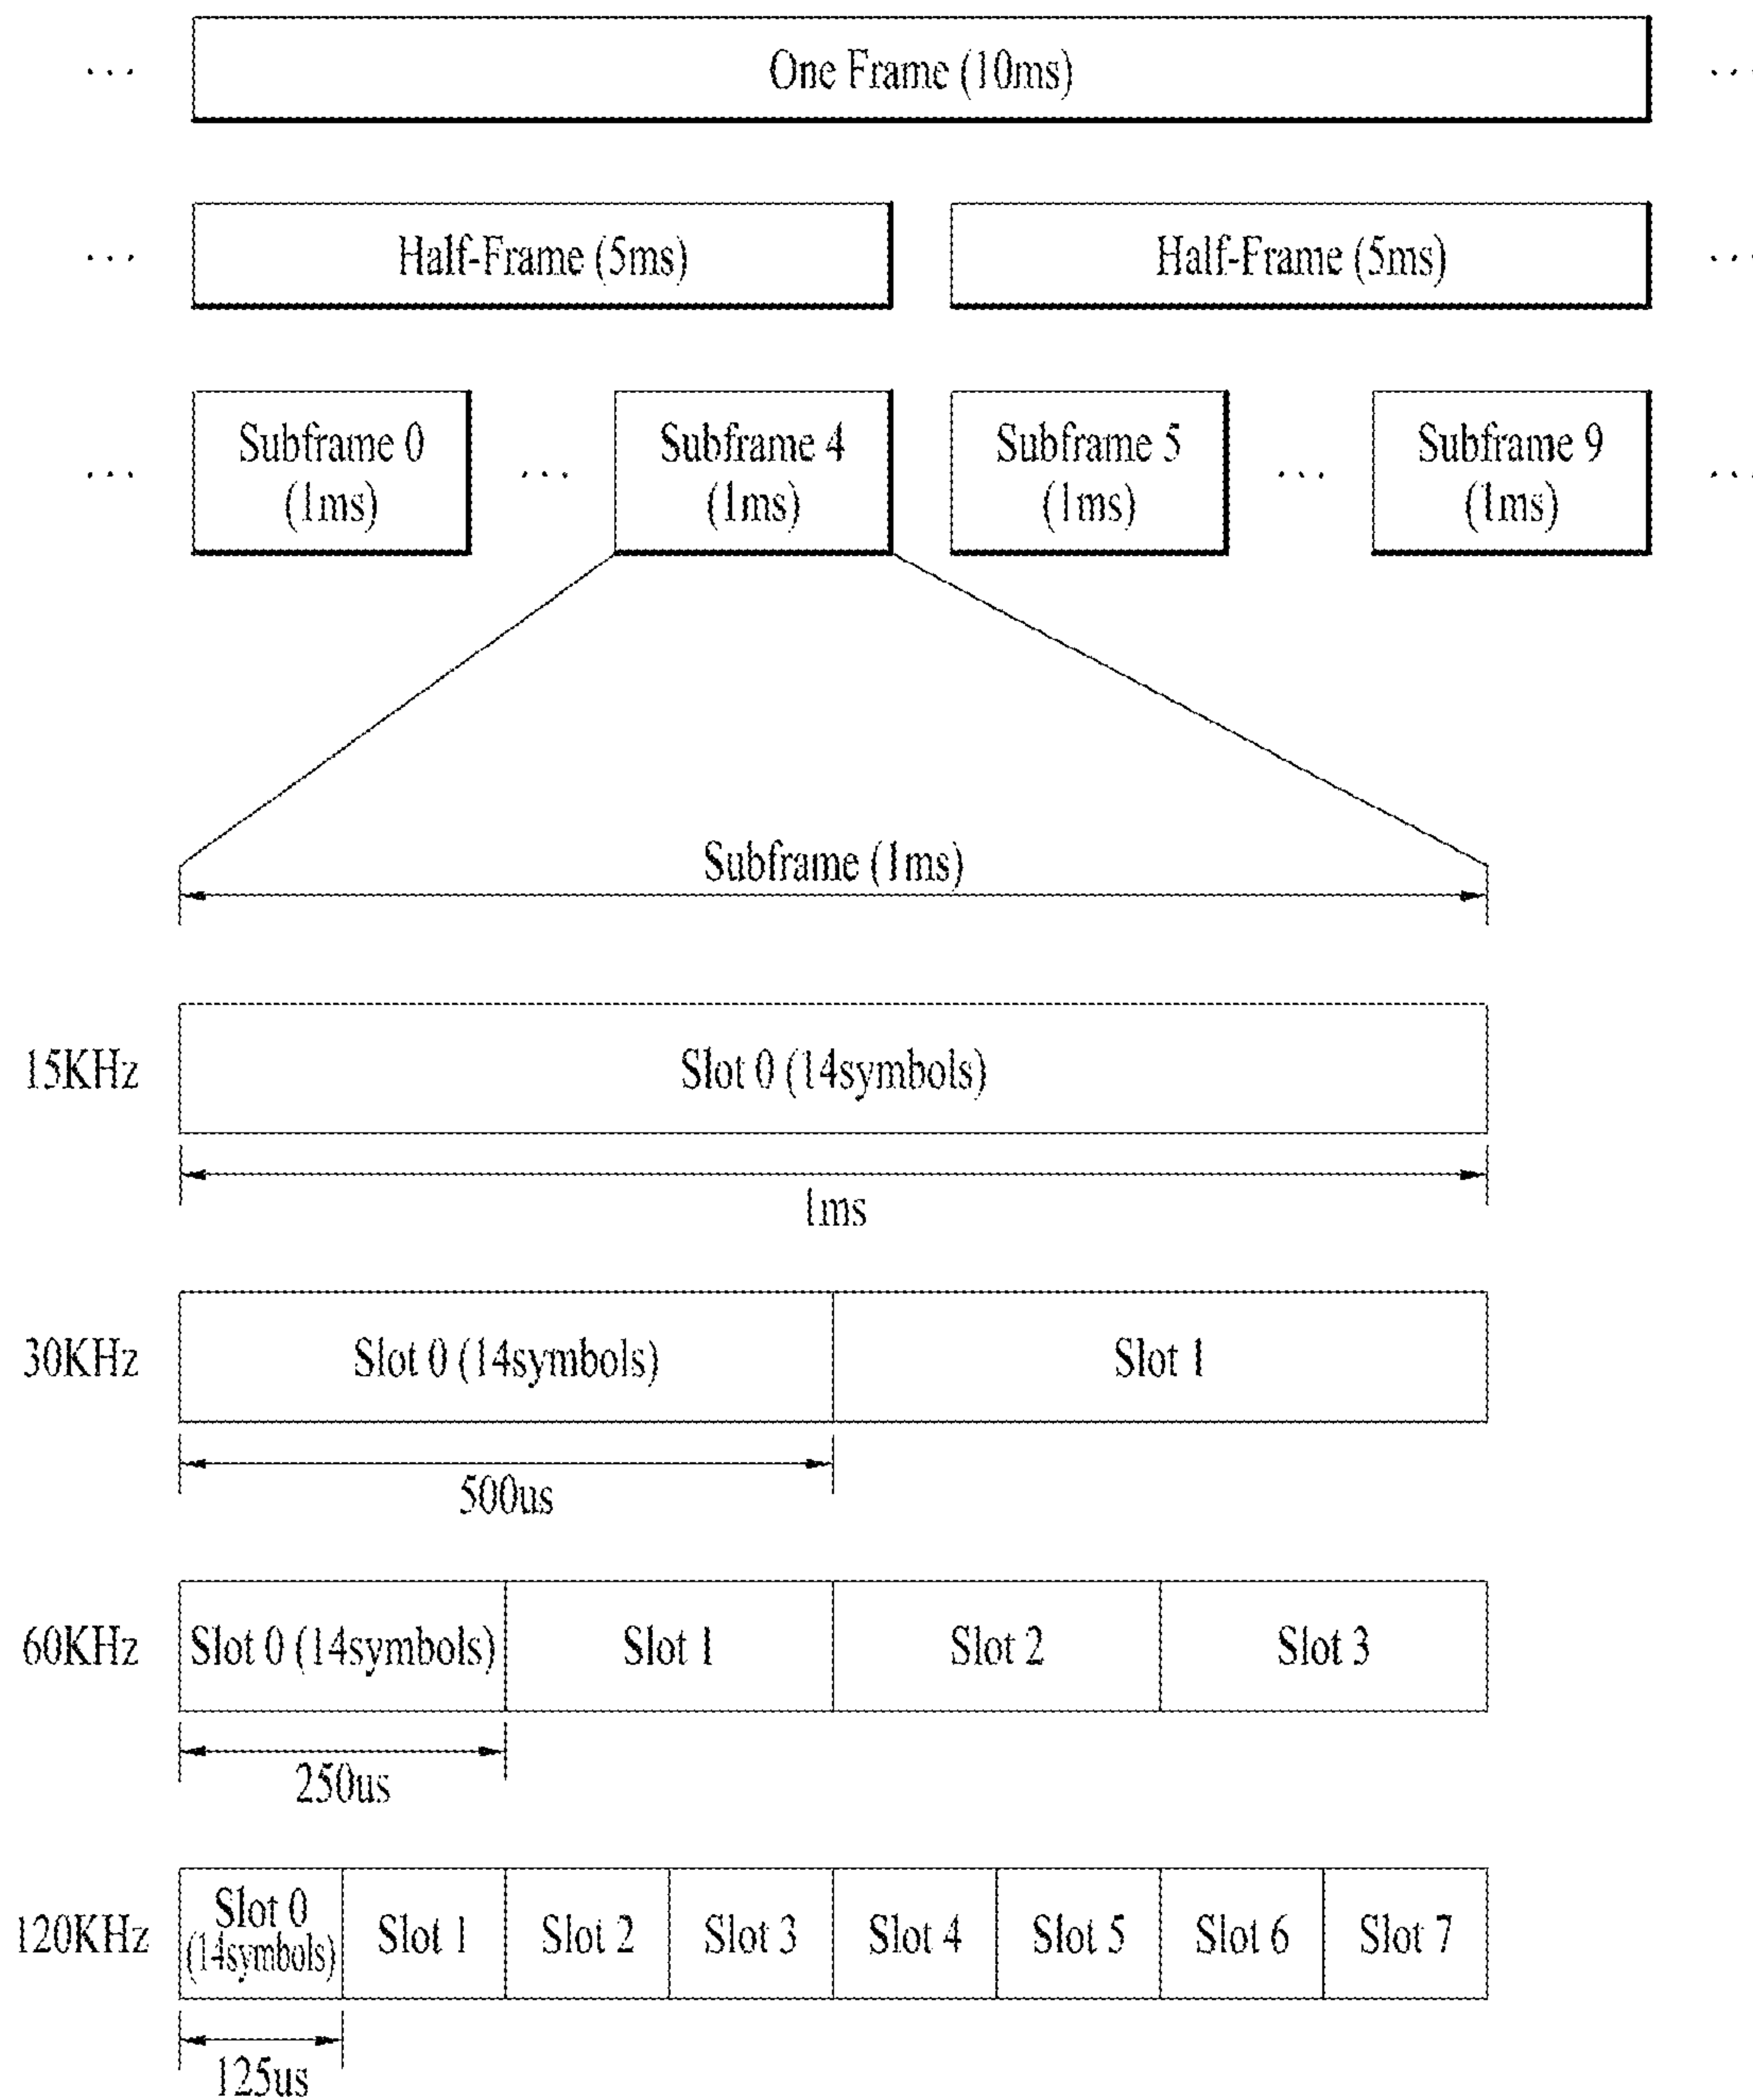 ... One Frame (10ms) ...
... Half-Frame (5ms) Half-Frame (5ms) ...
Subframe 0 Subframe 4 Subframe 5 Subframe 9
... (1ms) ... (1ms) (1ms) ... (1ms) ...
Subframe (1ms)
15KHz Slot 0 (14symbols)
1ms
30KHz Slot 0 (14symbols) Slot 1
500us
60KHz Slot 0 (14symbols) Slot 1 Slot 2 Slot 3
250us
120KHz Slot 0 (14symbols) Slot 1 Slot 2 Slot 3 Slot 4 Slot 5 Slot 6 Slot 7
125us